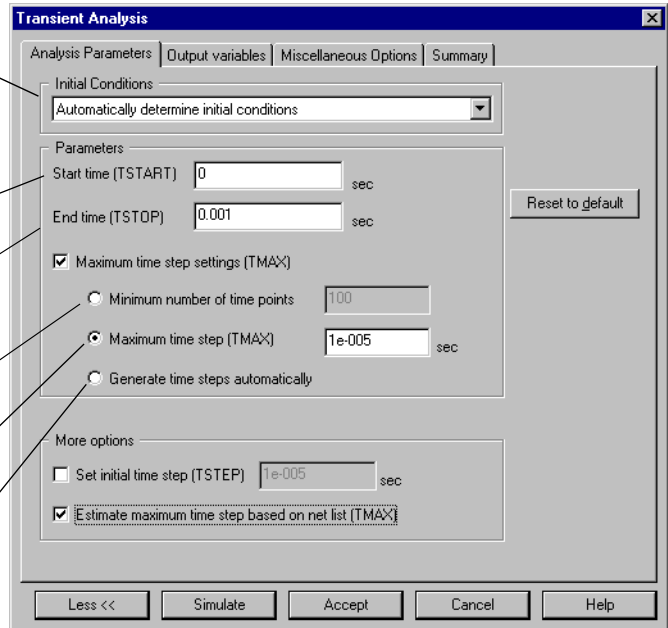 Transient Analysis
Analysis Parameters Output variables Miscellaneous Options Summary
Initial Conditions
Automatically determine initial conditions
Parameters
Start time (TSTART) 0 sec
Reset to default
End time (TSTOP) 0.001 sec
Maximum time step settings (TMAX)
Minimum number of time points 100
Maximum time step (TMAX) 1e-005 sec
Generate time steps automatically
More options
Set initial time step (TSTEP) 1e-005 sec
Estimate maximum time step based on net list (TMAX)
Less << Simulate Accept Cancel Help